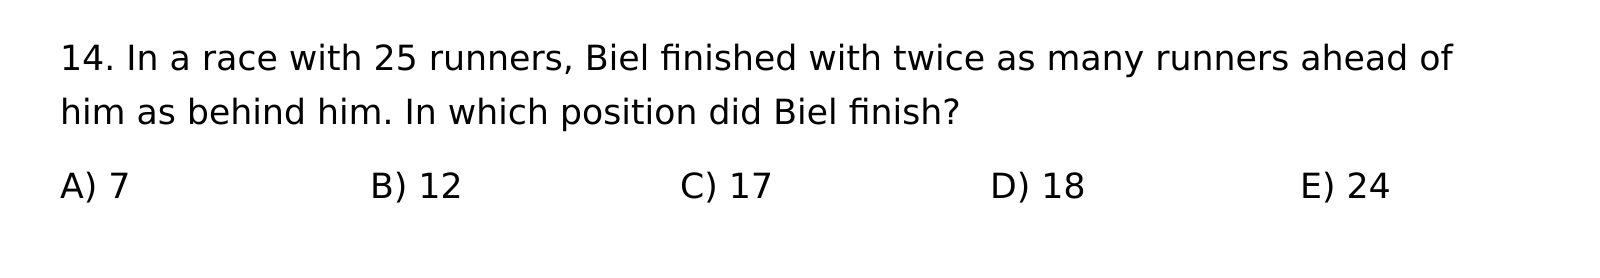 14. In a race with 25 runners, Biel finished with twice as many runners ahead of
him as behind him. In which position did Biel finish?
A) 7 B) 12 C) 17 D) 18 E) 24